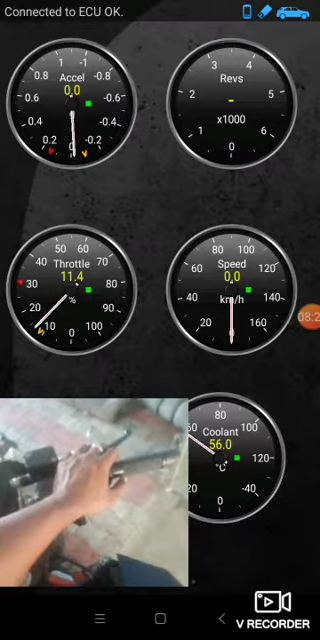 Connected to ECU OK.
Accel
0.0
1 -1
0.8 -0.8
0.6 -0.6
0.4 -0.4
0.2 0 -0.2
Revs
-
x1000
3 4
2 5
1 6
0
Throttle
11.4
%
50 60
40 70
30 80
20 90
10 0 100
Speed
0.0
km/h
80 100
60 120
40 140
20 0 160
08:2
Coolant
56.0
°C
80
120
0 -40
20
V RECORDER